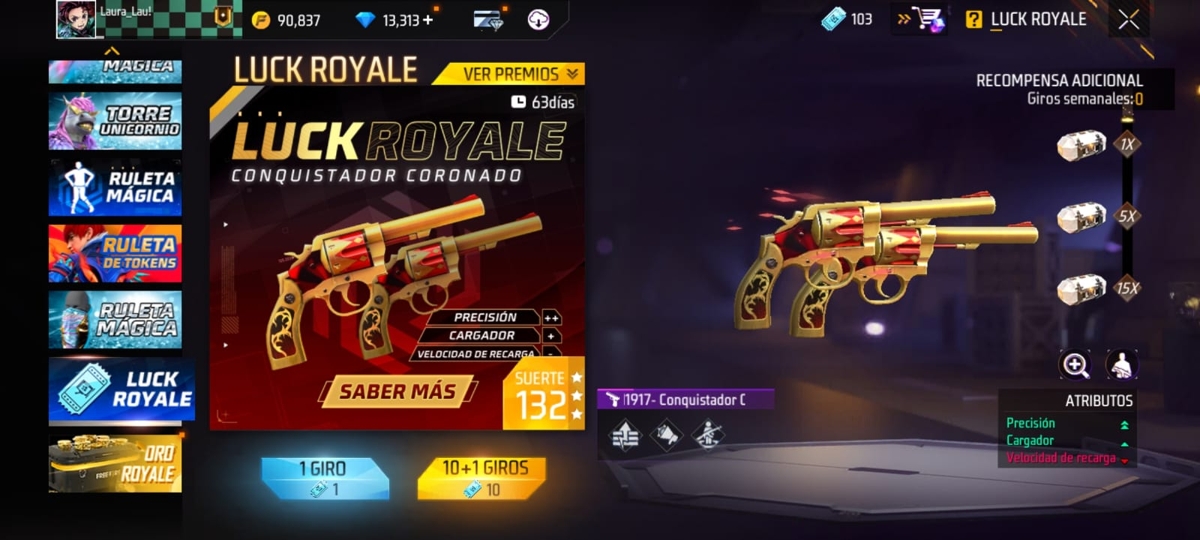 Laura_Lau!
90,837
13,313 +
103
? LUCK ROYALE
MÁGICA
TORRE
UNICORNIO
RULETA
MÁGICA
RULETA
DE TOKENS
RULETA
MÁGICA
LUCK
ROYALE
ORO
ROYALE
LUCK ROYALE
VER PREMIOS
63días
LUCK ROYALE
CONQUISTADOR CORONADO
PRECISIÓN ++
CARGADOR +
VELOCIDAD DE RECARGA -
SABER MÁS
SUERTE
132
1 GIRO
1
10+1 GIROS
10
RECOMPENSA ADICIONAL
Giros semanales:0
1X
5X
15X
1917- Conquistador C
ATRIBUTOS
Precisión
Cargador
Velocidad de recarga